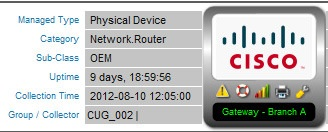 Managed Type Physical Device
Category Network.Router
Sub-Class OEM
Uptime 9 days, 18:59:56
Collection Time 2012-08-10 12:05:00
Group / Collector CUG_002 |
CISCO
Gateway - Branch A